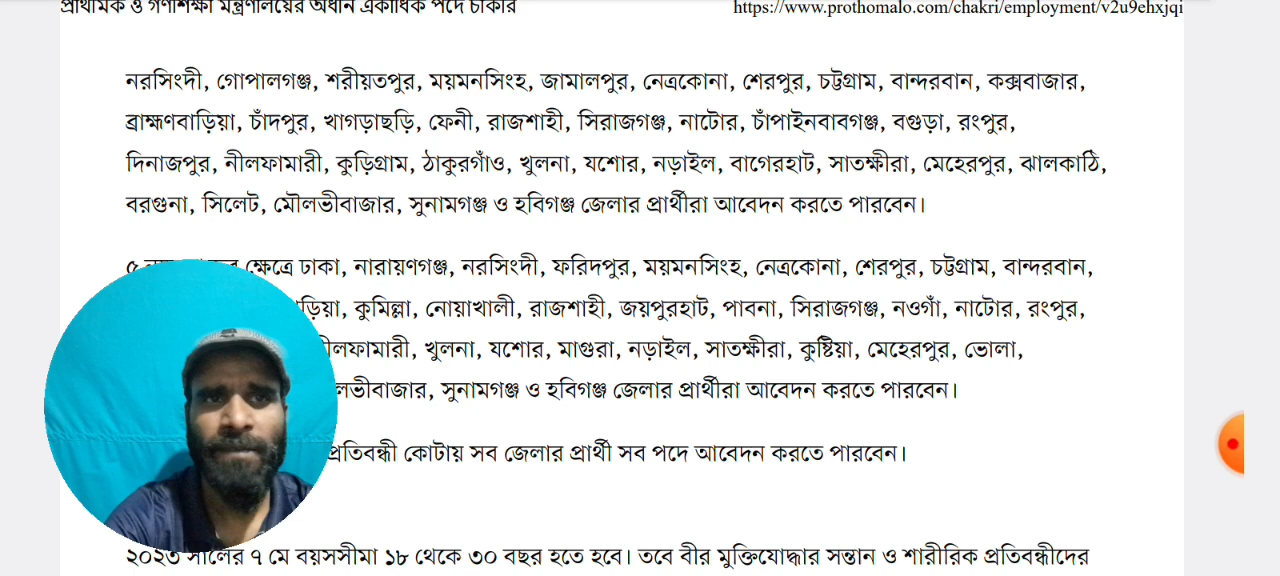 প্রাথমিক ও গণশিক্ষা মন্ত্রণালয়ের অধীন একাধিক পদে চাকরি
https://www.prothomalo.com/chakri/employment/v2u9ehxjqi
নরসিংদী, গোপালগঞ্জ, শরীয়তপুর, ময়মনসিংহ, জামালপুর, নেত্রকোনা, শেরপুর, চট্টগ্রাম, বান্দরবান, কক্সবাজার,
ব্রাহ্মণবাড়িয়া, চাঁদপুর, খাগড়াছড়ি, ফেনী, রাজশাহী, সিরাজগঞ্জ, নাটোর, চাঁপাইনবাবগঞ্জ, বগুড়া, রংপুর,
দিনাজপুর, নীলফামারী, কুড়িগ্রাম, ঠাকুরগাঁও, খুলনা, যশোর, নড়াইল, বাগেরহাট, সাতক্ষীরা, মেহেরপুর, ঝালকাঠি,
বরগুনা, সিলেট, মৌলভীবাজার, সুনামগঞ্জ ও হবিগঞ্জ জেলার প্রার্থীরা আবেদন করতে পারবেন।
৫ ক্ষেত্রে ঢাকা, নারায়ণগঞ্জ, নরসিংদী, ফরিদপুর, ময়মনসিংহ, নেত্রকোনা, শেরপুর, চট্টগ্রাম, বান্দরবান,
কুমিল্লা, নোয়াখালী, রাজশাহী, জয়পুরহাট, পাবনা, সিরাজগঞ্জ, নওগাঁ, নাটোর, রংপুর,
খুলনা, যশোর, মাগুরা, নড়াইল, সাতক্ষীরা, কুষ্টিয়া, মেহেরপুর, ভোলা,
সুনামগঞ্জ ও হবিগঞ্জ জেলার প্রার্থীরা আবেদন করতে পারবেন।
প্রতিবন্ধী কোটায় সব জেলার প্রার্থী সব পদে আবেদন করতে পারবেন।
২০২৩ সালের ৭ মে বয়সসীমা ১৮ থেকে ৩০ বছর হতে হবে। তবে বীর মুক্তিযোদ্ধার সন্তান ও শারীরিক প্রতিবন্ধীদের